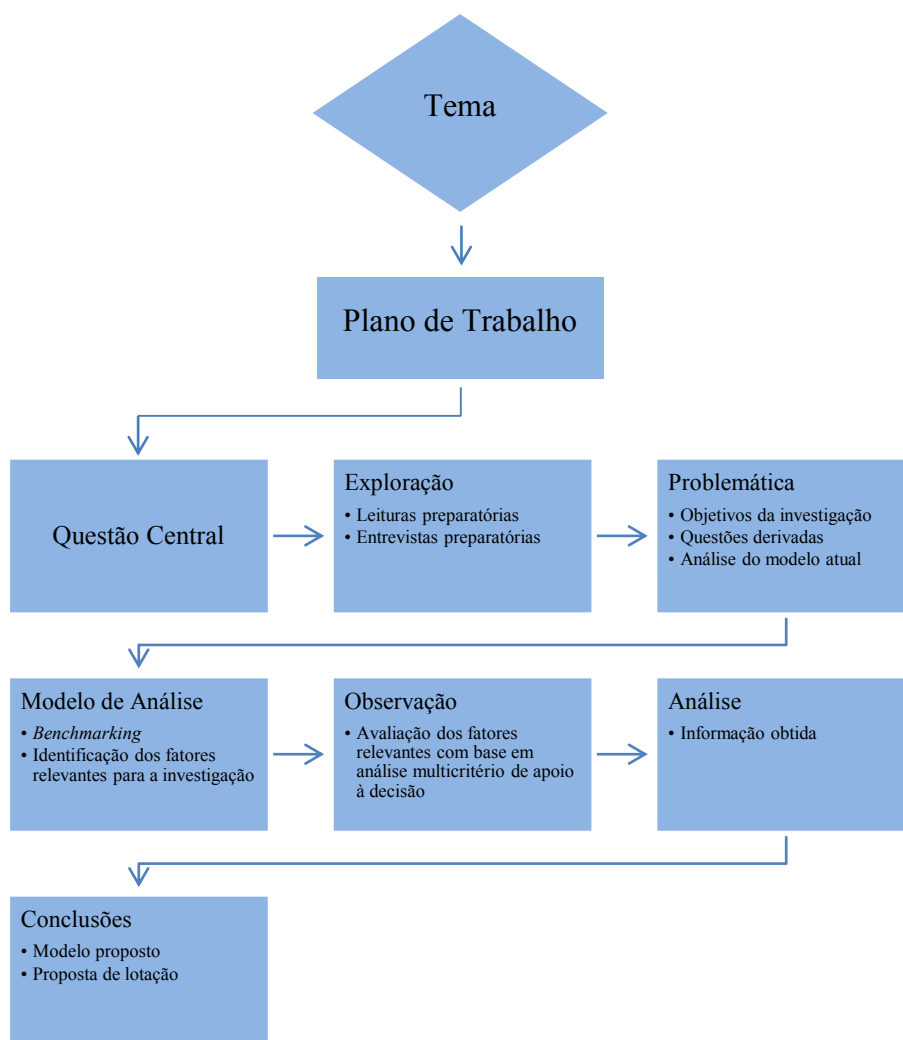 Tema
Plano de Trabalho
Questão Central
Exploração
• Leituras preparatórias
• Entrevistas preparatórias
Problemática
• Objetivos da investigação
• Questões derivadas
• Análise do modelo atual
Modelo de Análise
• Benchmarking
• Identificação dos fatores
relevantes para a investigação
Observação
• Avaliação dos fatores
relevantes com base em
análise multicritério de apoio
à decisão
Análise
• Informação obtida
Conclusões
• Modelo proposto
• Proposta de lotação